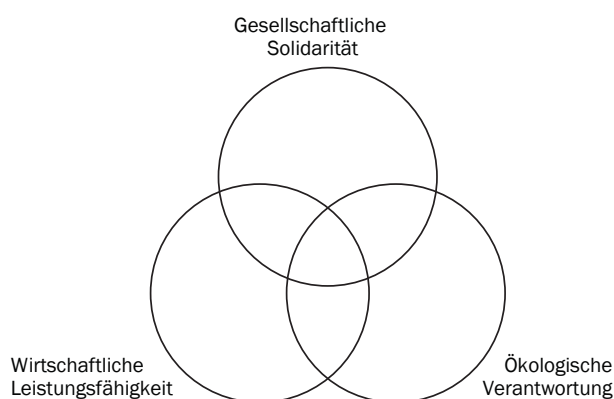 Gesellschaftliche
Solidarität
Wirtschaftliche
Leistungsfähigkeit
Ökologische
Verantwortung